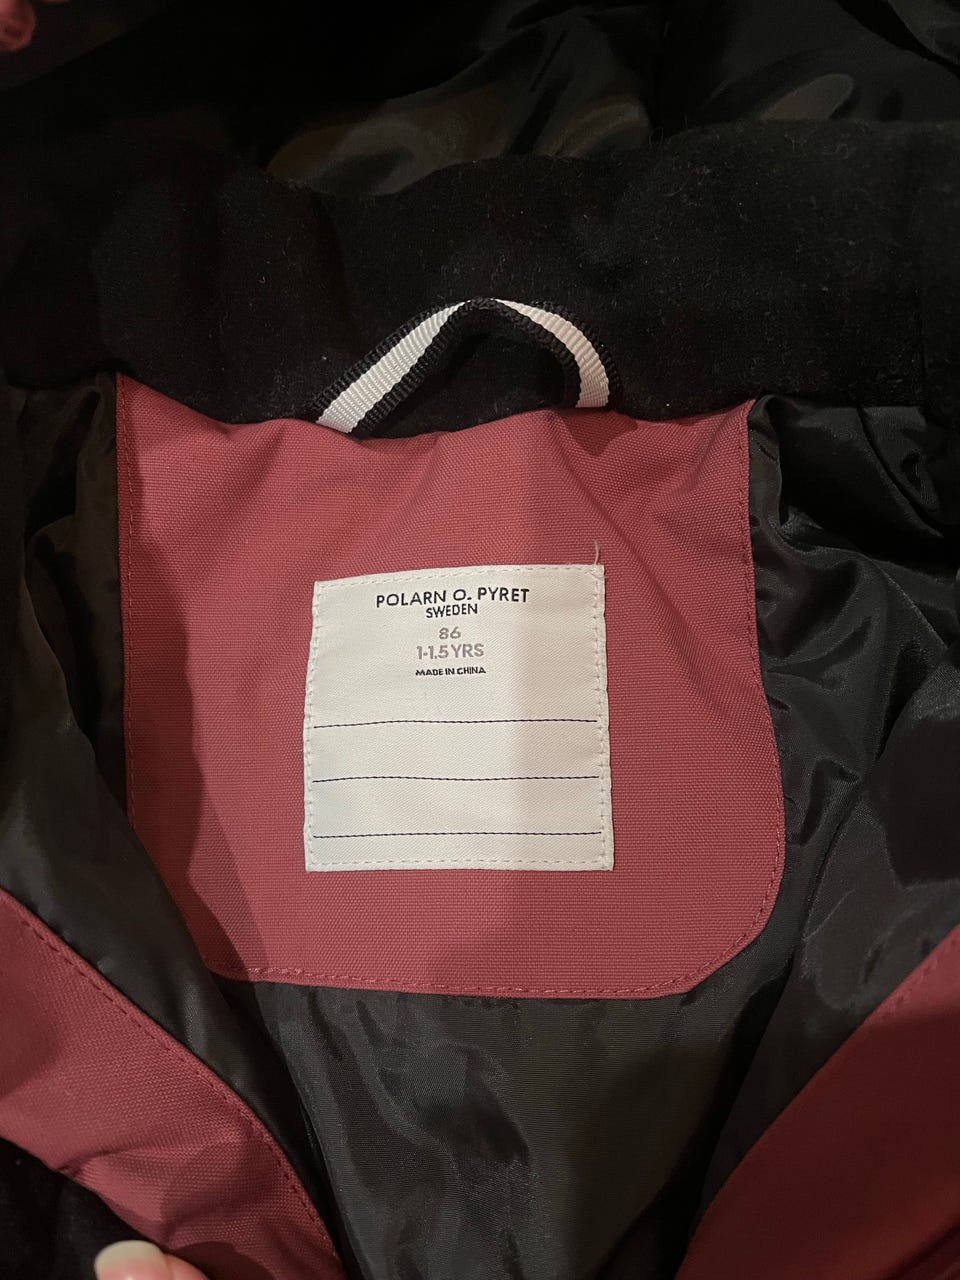 POLARN O. PYRET
SWEDEN
86
1-1.5 YRS
MADE IN CHINA